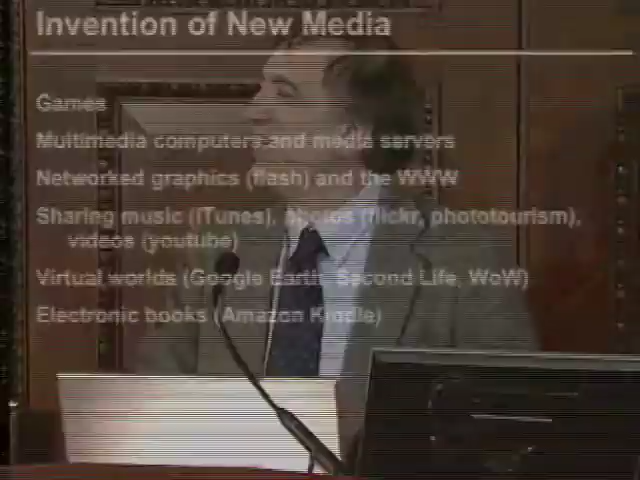 Invention of New Media
Games
Multimedia computers and media servers
Networked graphics (flash) and the WWW
Sharing music (iTunes), photos (flickr, phototourism),
videos (youtube)
Virtual worlds (Google Earth, Second Life, WoW)
Electronic books (Amazon Kindle)